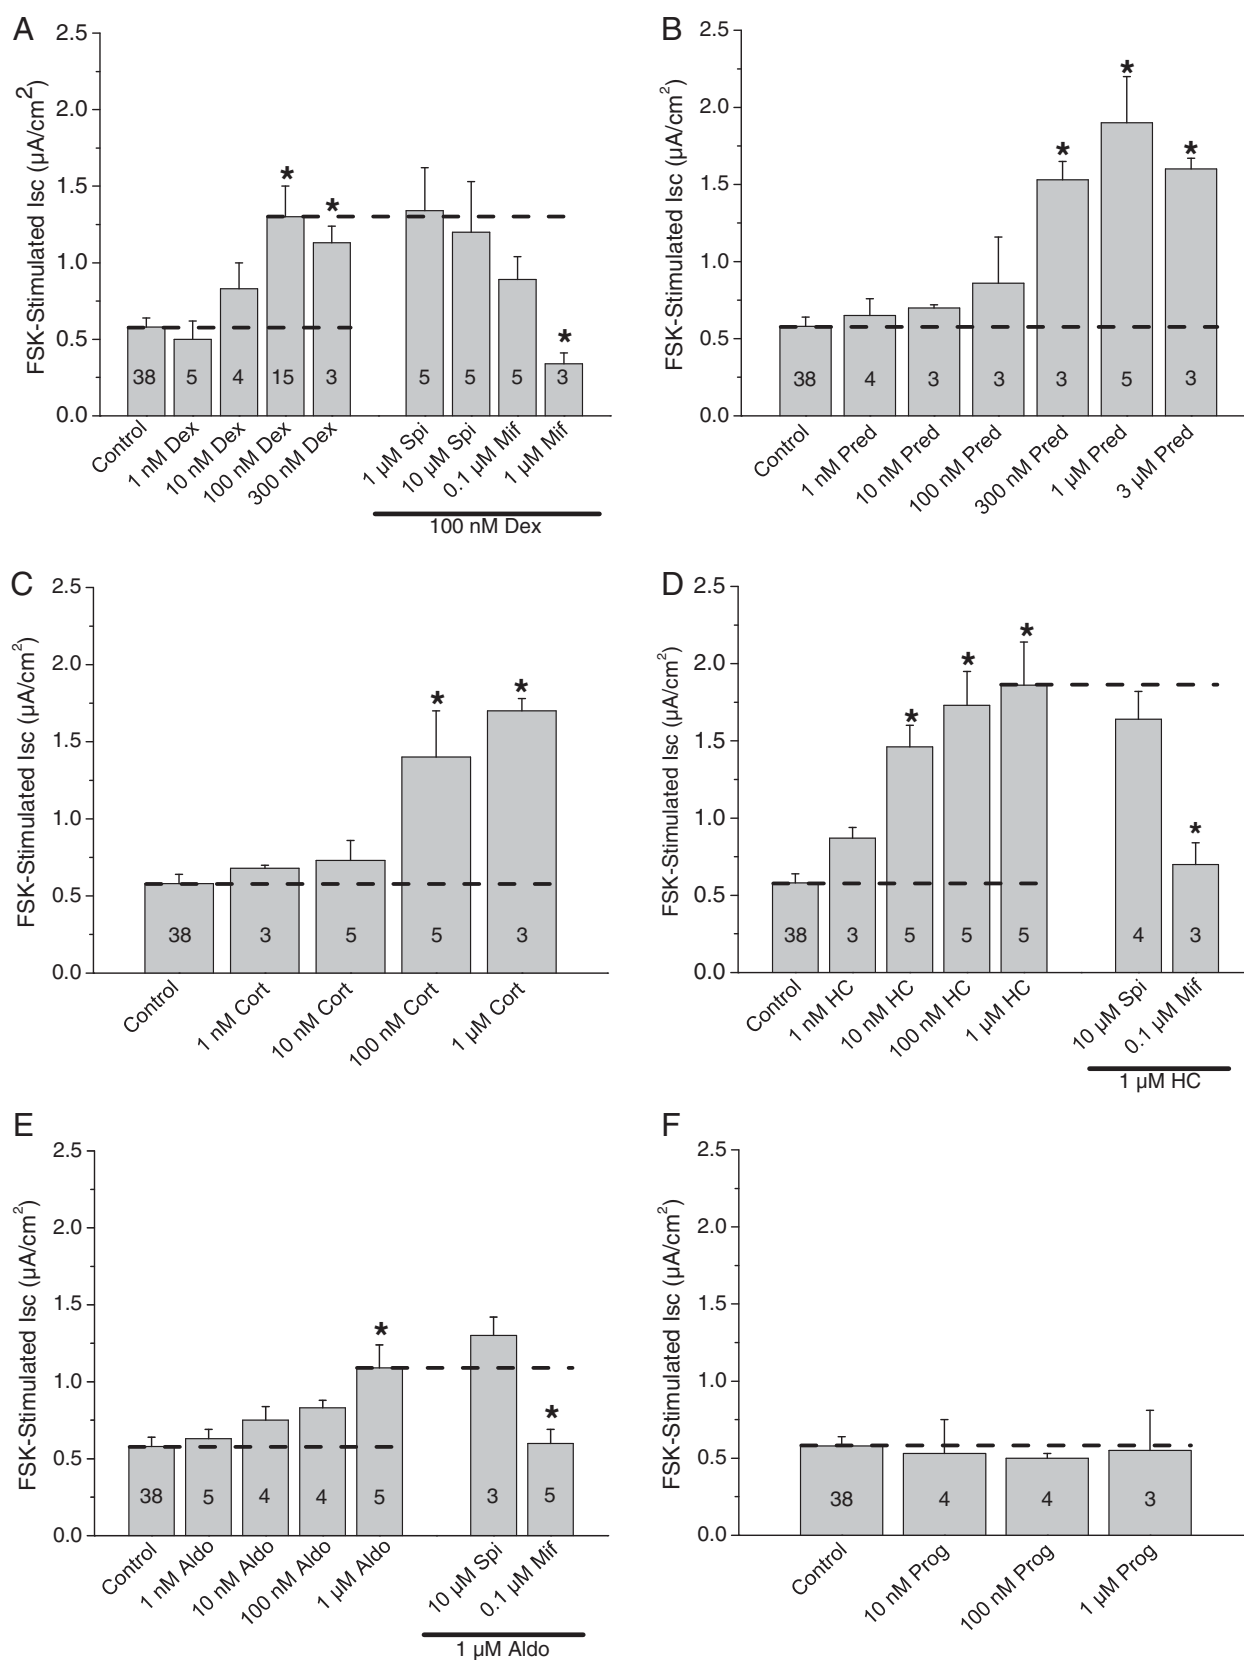 A
FSK-Stimulated Isc (µA/cm2)
2.5
2.0
1.5
1.0
0.5
0.0
* * *
38 5 4 15 3 5 5 5 3
Control 1 nM Dex 10 nM Dex 100 nM Dex 300 nM Dex 1 µM Spi 10 µM Spi 0.1 µM Mif 1 µM Mif
100 nM Dex
B
FSK-Stimulated Isc (µA/cm²)
2.5
2.0
1.5
1.0
0.5
0.0
* * *
38 4 3 3 3 5 3
Control 1 nM Pred 10 nM Pred 100 nM Pred 300 nM Pred 1 µM Pred 3 µM Pred
C
FSK-Stimulated Isc (µA/cm²)
2.5
2.0
1.5
1.0
0.5
0.0
* *
38 3 5 5 3
Control 1 nM Cort 10 nM Cort 100 nM Cort 1 µM Cort
D
FSK-Stimulated Isc (µA/cm²)
2.5
2.0
1.5
1.0
0.5
0.0
* * * *
38 3 5 5 5 4 3
Control 1 nM HC 10 nM HC 100 nM HC 1 µM HC 10 µM Spi 0.1 µM Mif
1 µM HC
E
FSK-Stimulated Isc (µA/cm²)
2.5
2.0
1.5
1.0
0.5
0.0
* *
38 5 4 4 5 3 5
Control 1 nM Aldo 10 nM Aldo 100 nM Aldo 1 µM Aldo 10 µM Spi 0.1 µM Mif
1 µM Aldo
F
FSK-Stimulated Isc (µA/cm²)
2.5
2.0
1.5
1.0
0.5
0.0
38 4 4 3
Control 10 nM Prog 100 nM Prog 1 µM Prog